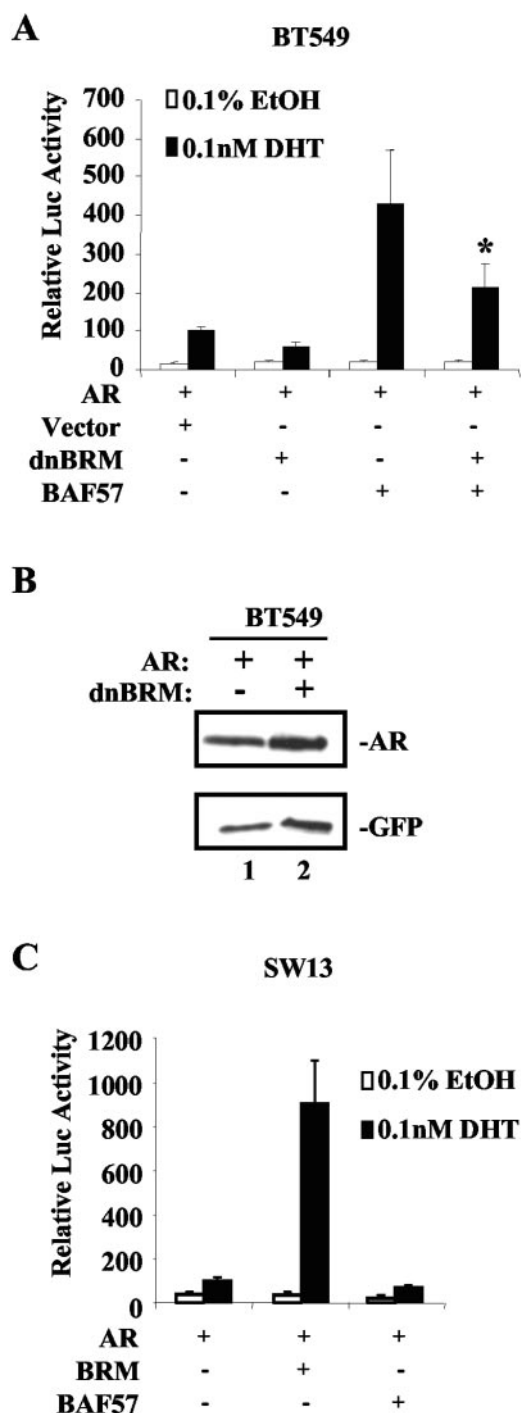 A
BT549
Relative Luc Activity
700
600
500
400
300
200
100
0
0.1% EtOH
0.1nM DHT
*
AR + + + +
Vector + - - -
dnBRM - + - +
BAF57 - - + +
B
BT549
AR: + +
dnBRM: - +
-AR
-GFP
1 2
C
SW13
Relative Luc Activity
1200
1000
800
600
400
200
0
0.1% EtOH
0.1nM DHT
AR + + +
BRM - + -
BAF57 - - +